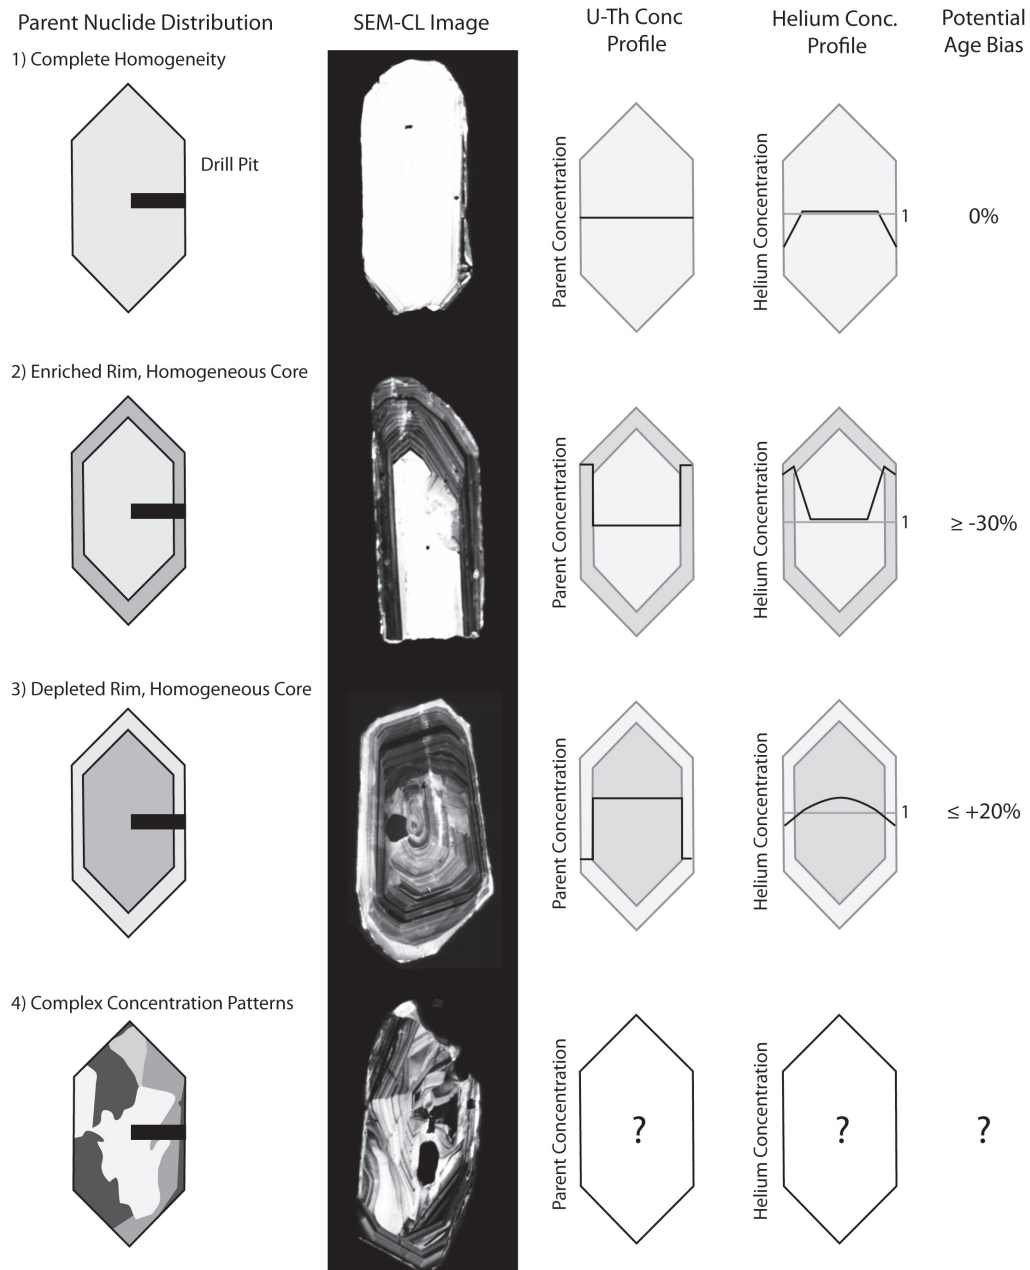 Parent Nuclide Distribution
SEM-CL Image
U-Th Conc
Profile
Helium Conc.
Profile
Potential
Age Bias
1) Complete Homogeneity
Drill Pit
Parent Concentration
Helium Concentration
1
0%
2) Enriched Rim, Homogeneous Core
Parent Concentration
Helium Concentration
1
≥ -30%
3) Depleted Rim, Homogeneous Core
Parent Concentration
Helium Concentration
1
≤ +20%
4) Complex Concentration Patterns
Parent Concentration
?
Helium Concentration
?
?